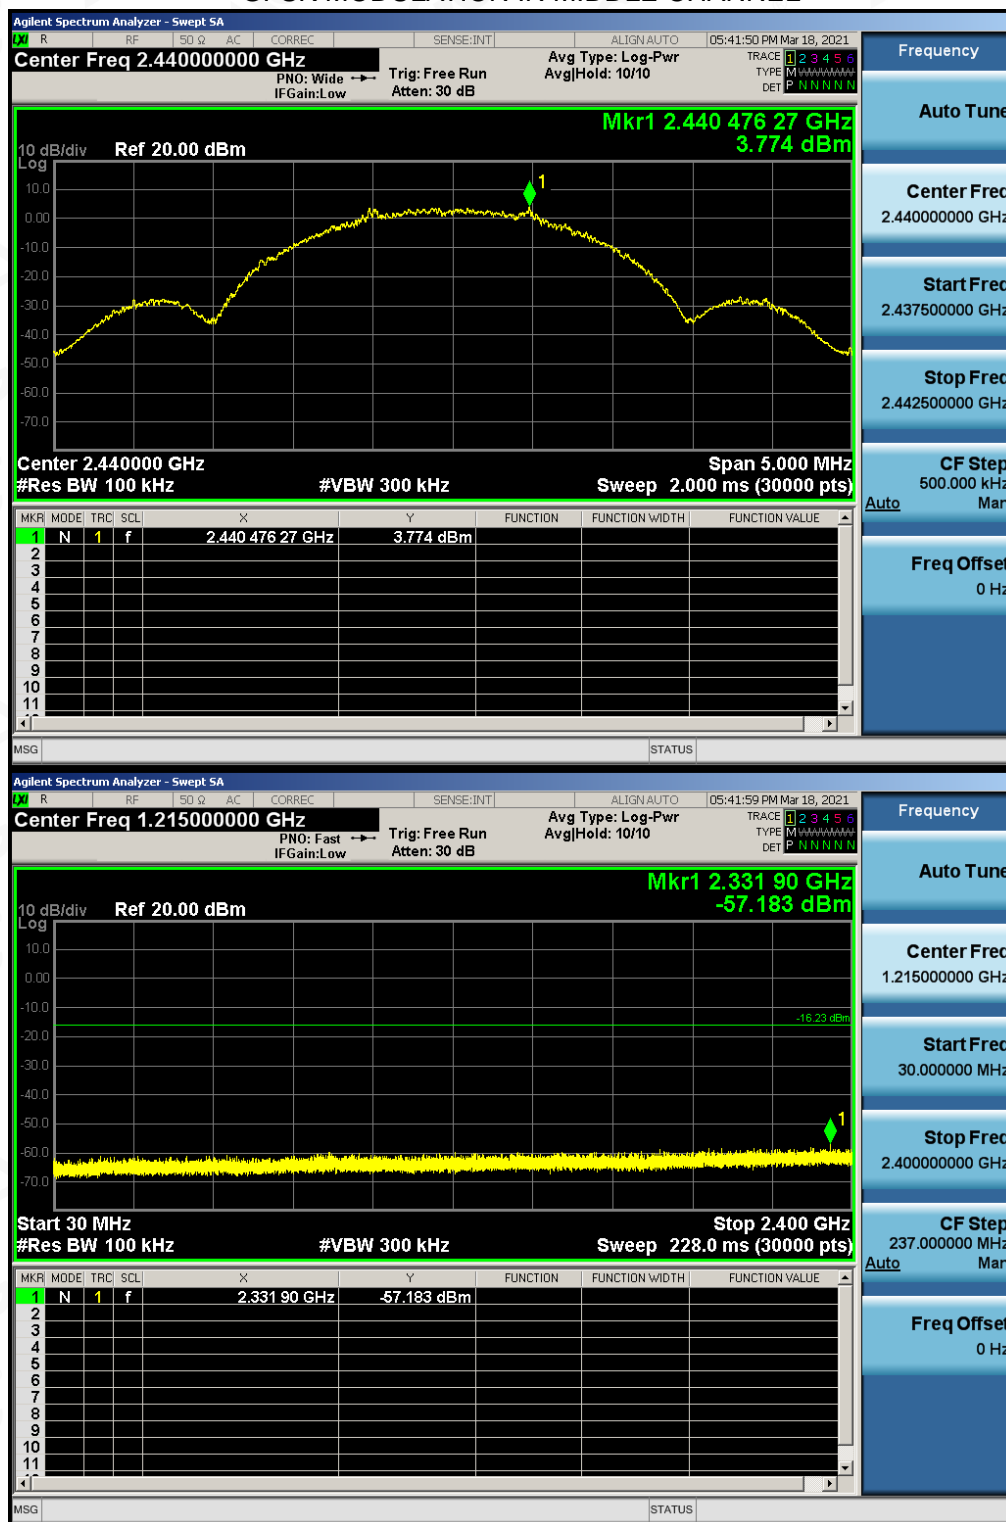 Agilent Spectrum Analyzer - Swept SA
LXI R RF 50 Ω AC CORREC SENSE:INT ALIGN AUTO 05:41:50 PM Mar 18, 2021
Center Freq 2.440000000 GHz
PNO: Wide
IFGain:Low
Trig: Free Run
Atten: 30 dB
Avg Type: Log-Pwr
Avg|Hold: 10/10
TRACE 1 2 3 4 5 6
TYPE M
DET P N N N N N
Frequency
Auto Tune
Center Freq
2.440000000 GHz
Start Freq
2.437500000 GHz
Stop Freq
2.442500000 GHz
CF Step
500.000 kHz
Auto Man
Freq Offset
0 Hz
Mkr1 2.440 476 27 GHz
3.774 dBm
10 dB/div Ref 20.00 dBm
Log
10.0
0.00
-10.0
-20.0
-30.0
-40.0
-50.0
-60.0
-70.0
1
Center 2.440000 GHz Span 5.000 MHz
#Res BW 100 kHz #VBW 300 kHz Sweep 2.000 ms (30000 pts)
MKR MODE TRC SCL X Y FUNCTION FUNCTION WIDTH FUNCTION VALUE
1 N 1 f 2.440 476 27 GHz 3.774 dBm
2
3
4
5
6
7
8
9
10
11
MSG STATUS
Agilent Spectrum Analyzer - Swept SA
LXI R RF 50 Ω AC CORREC SENSE:INT ALIGN AUTO 05:41:59 PM Mar 18, 2021
Center Freq 1.215000000 GHz
PNO: Fast
IFGain:Low
Trig: Free Run
Atten: 30 dB
Avg Type: Log-Pwr
Avg|Hold: 10/10
TRACE 1 2 3 4 5 6
TYPE M
DET P N N N N N
Frequency
Auto Tune
Center Freq
1.215000000 GHz
Start Freq
30.000000 MHz
Stop Freq
2.400000000 GHz
CF Step
237.000000 MHz
Auto Man
Freq Offset
0 Hz
Mkr1 2.331 90 GHz
-57.183 dBm
10 dB/div Ref 20.00 dBm
Log
10.0
0.00
-10.0
-20.0
-30.0
-40.0
-50.0
-60.0
-70.0
-16.23 dBm
1
Start 30 MHz Stop 2.400 GHz
#Res BW 100 kHz #VBW 300 kHz Sweep 228.0 ms (30000 pts)
MKR MODE TRC SCL X Y FUNCTION FUNCTION WIDTH FUNCTION VALUE
1 N 1 f 2.331 90 GHz -57.183 dBm
2
3
4
5
6
7
8
9
10
11
MSG STATUS